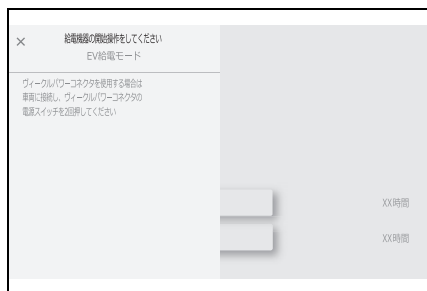 × 給電機器の開始操作をしてください
EV給電モード
ヴィークルパワーコネクタを使用する場合は
車両に接続し、ヴィークルパワーコネクタの
電源スイッチを2回押してください
XX時間
XX時間